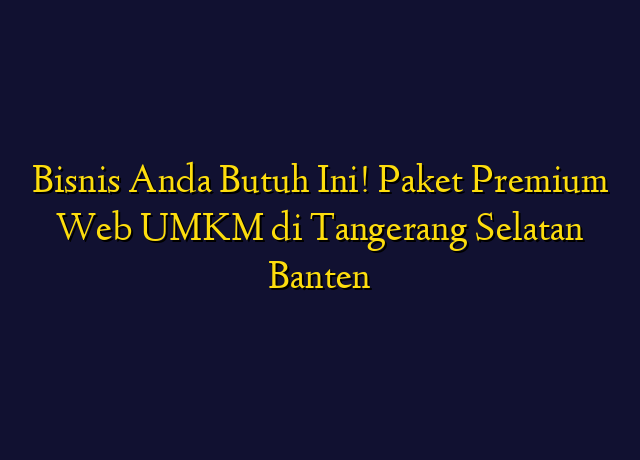 Bisnis Anda Butuh Ini! Paket Premium
Web UMKM di Tangerang Selatan
Banten